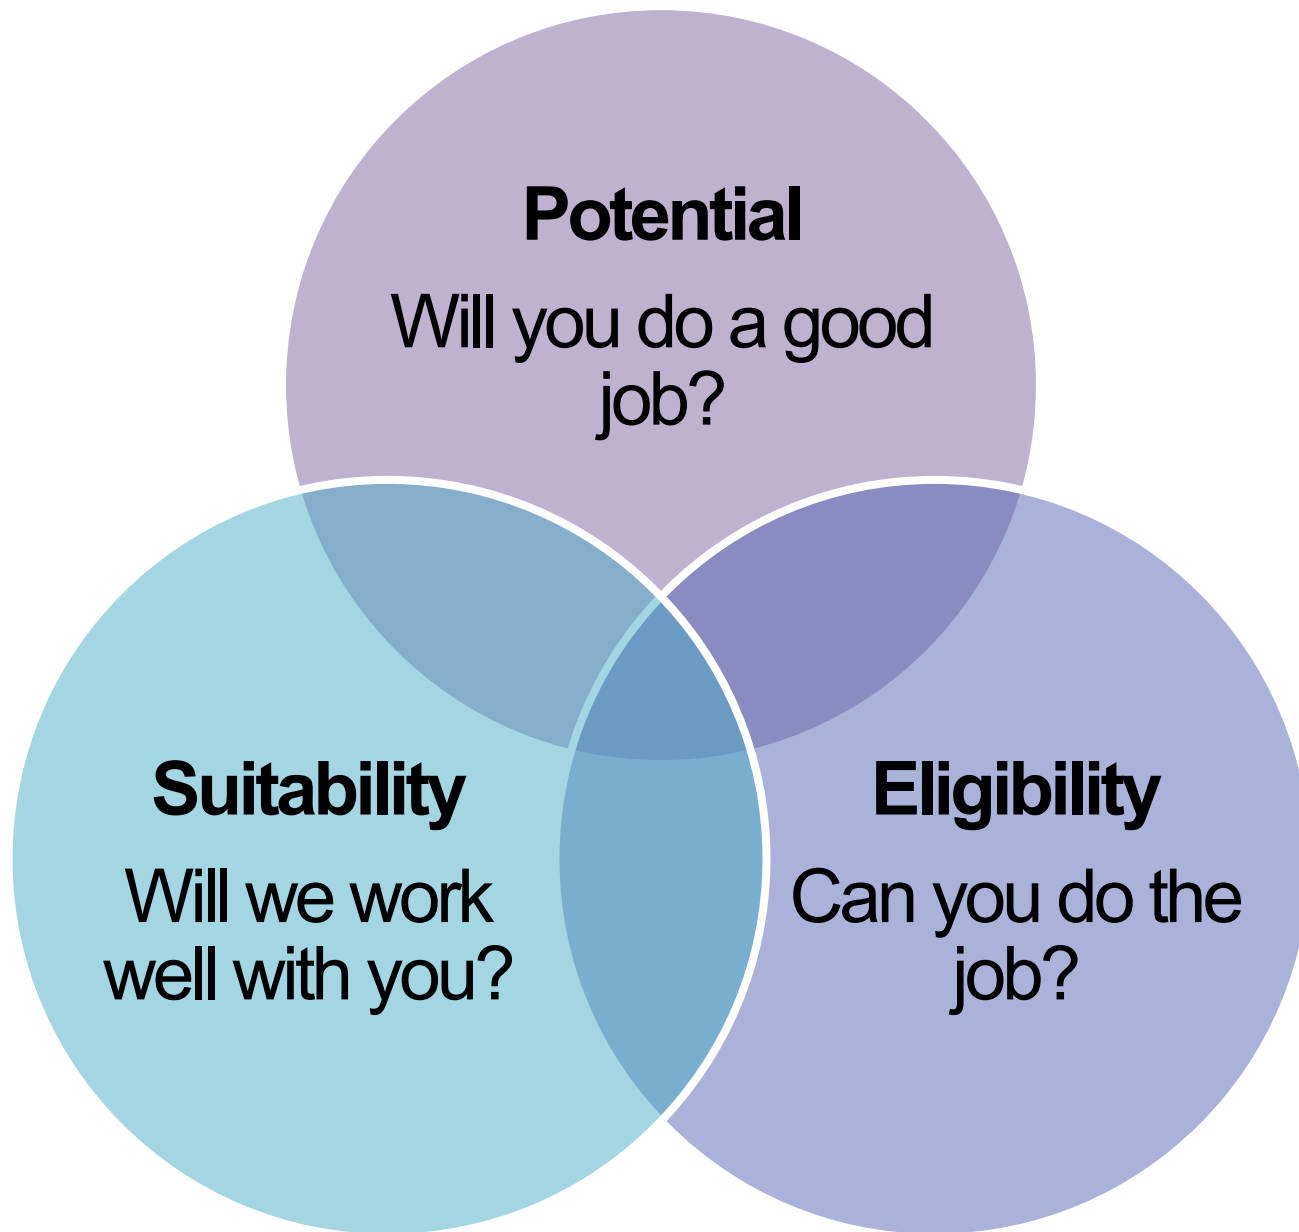 Potential
Will you do a good
job?
Suitability
Will we work
well with you?
Eligibility
Can you do the
job?